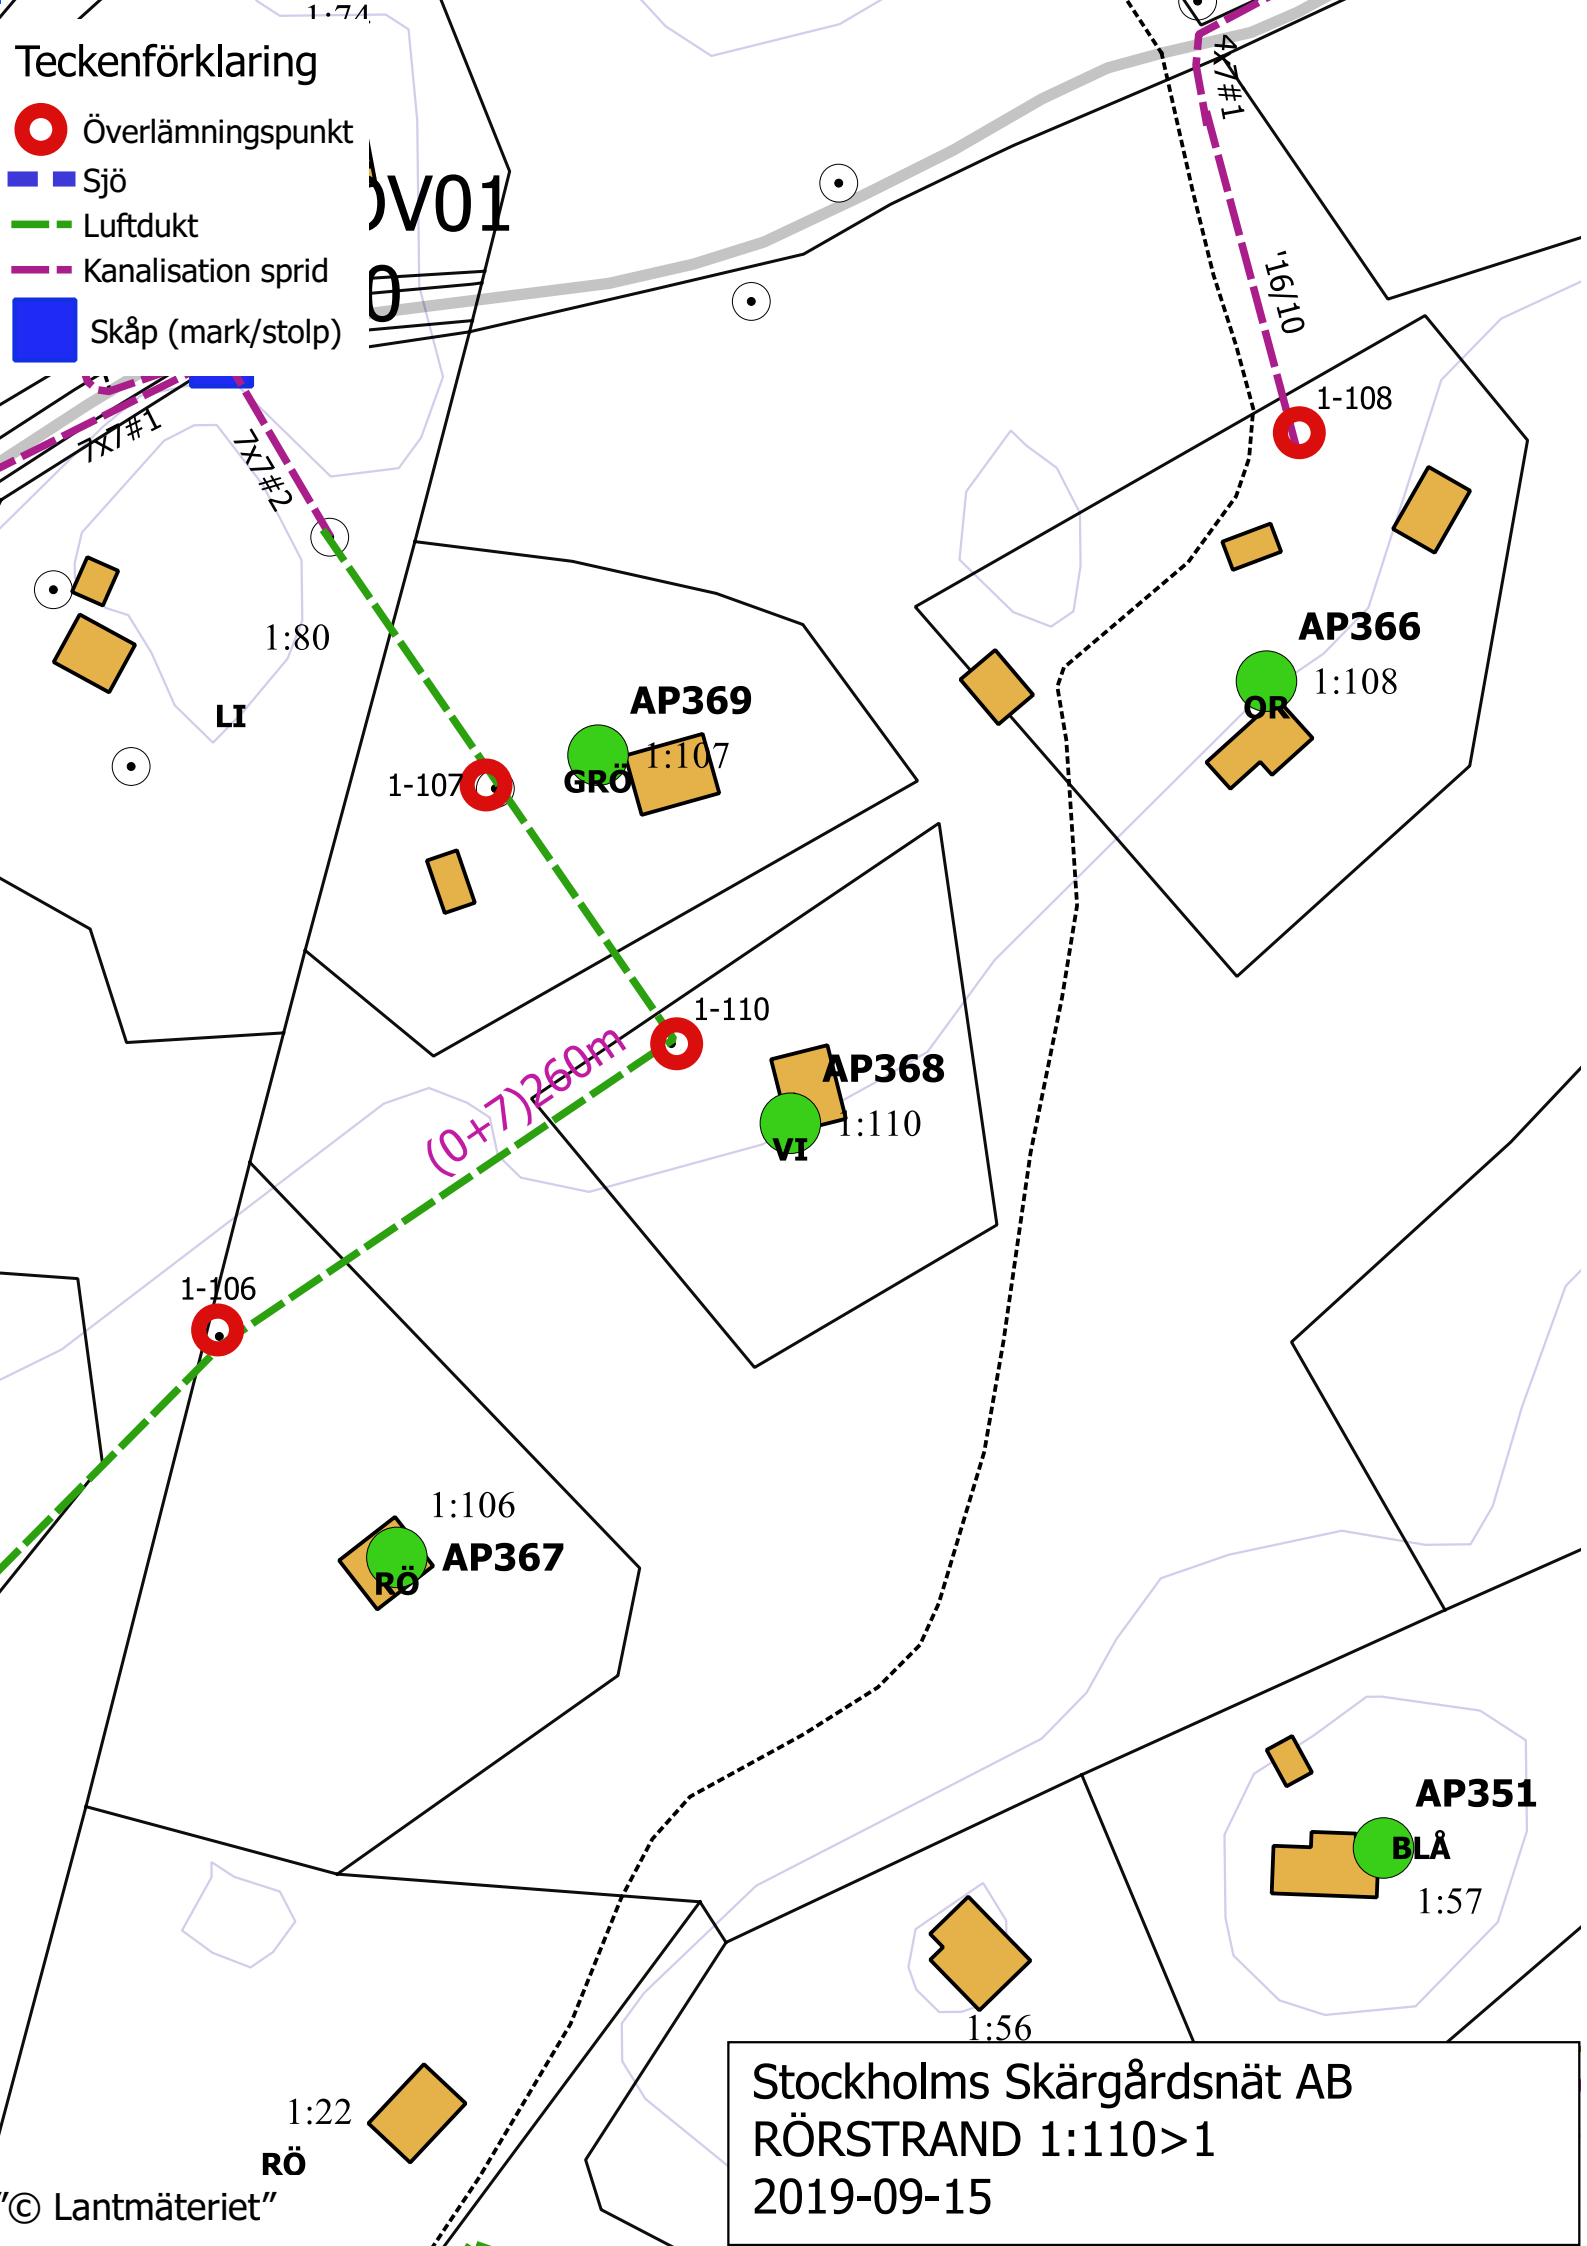 1:74
Teckenförklaring
Överlämningspunkt
Sjö
Luftdukt
Kanalisation sprid
Skåp (mark/stolp)
V01
0
4x7#1
'16/10
7x7#1
7x7#2
1-108
1:80
LI
AP366
1:108
OR
AP369
1:107
GRÖ
1-107
1-110
(0+7)260m
AP368
1:110
VI
1-106
1:106
AP367
RÖ
AP351
BLÅ
1:57
1:56
1:22
RÖ
"© Lantmäteriet"
Stockholms Skärgårdsnät AB
RÖRSTRAND 1:110>1
2019-09-15